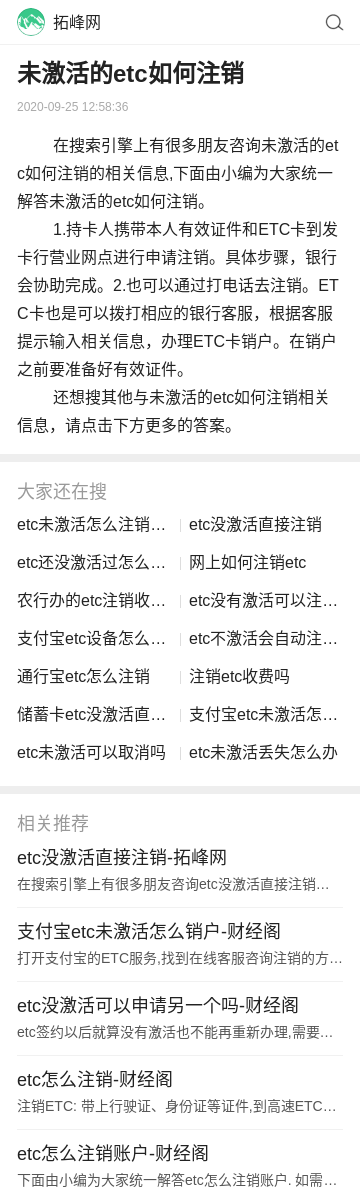 拓峰网
未激活的etc如何注销
2020-09-25 12:58:36
在搜索引擎上有很多朋友咨询未激活的et
c如何注销的相关信息,下面由小编为大家统一
解答未激活的etc如何注销。
1.持卡人携带本人有效证件和ETC卡到发
卡行营业网点进行申请注销。具体步骤，银行
会协助完成。2.也可以通过打电话去注销。ET
C卡也是可以拨打相应的银行客服，根据客服
提示输入相关信息，办理ETC卡销户。在销户
之前要准备好有效证件。
还想搜其他与未激活的etc如何注销相关
信息，请点击下方更多的答案。
大家还在搜
etc未激活怎么注销…
etc没激活直接注销
etc还没激活过怎么…
网上如何注销etc
农行办的etc注销收…
etc没有激活可以注…
支付宝etc设备怎么…
etc不激活会自动注…
通行宝etc怎么注销
注销etc收费吗
储蓄卡etc没激活直…
支付宝etc未激活怎…
etc未激活可以取消吗
etc未激活丢失怎么办
相关推荐
etc没激活直接注销-拓峰网
在搜索引擎上有很多朋友咨询etc没激活直接注销…
支付宝etc未激活怎么销户-财经阁
打开支付宝的ETC服务,找到在线客服咨询注销的方…
etc没激活可以申请另一个吗-财经阁
etc签约以后就算没有激活也不能再重新办理,需要…
etc怎么注销-财经阁
注销ETC: 带上行驶证、身份证等证件,到高速ETC…
etc怎么注销账户-财经阁
下面由小编为大家统一解答etc怎么注销账户. 如需…